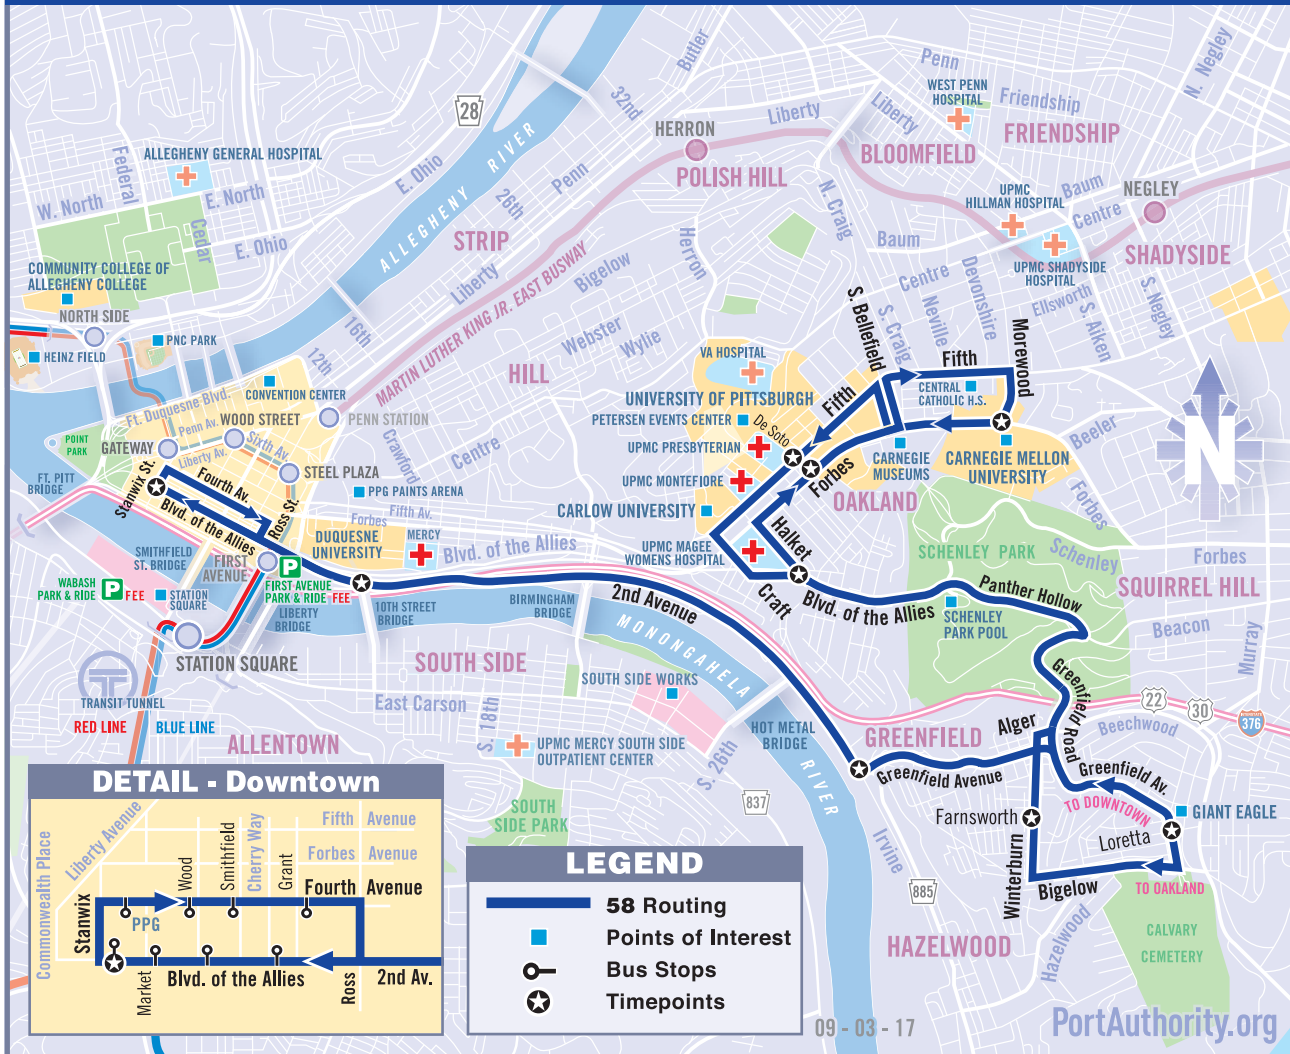 Penn
WEST PENN
HOSPITAL
Friendship
FRIENDSHIP
N. Negley
Butler
32nd
Liberty
Liberty
BLOOMFIELD
28
HERRON
POLISH HILL
ALLEGHENY GENERAL HOSPITAL
Federal
W. North
E. North
Cedar
E. Ohio
E. Ohio
ALLEGHENY RIVER
26th
Penn
STRIP
Liberty
Bigelow
MARTIN LUTHER KING JR. EAST BUSWAY
16th
12th
Herron
N. Craig
Baum
Baum
Centre
Centre
UPMC
HILLMAN HOSPITAL
UPMC SHADYSIDE
HOSPITAL
NEGLEY
SHADYSIDE
Devonshire
Neville
S. Craig
Ellsworth
S. Aiken
S. Negley
COMMUNITY COLLEGE OF
ALLEGHENY COLLEGE
NORTH SIDE
HEINZ FIELD
PNC PARK
CONVENTION CENTER
Webster
Wylie
HILL
VA HOSPITAL
S. Bellefield
Fifth
Morewood
CENTRAL
CATHOLIC H.S.
UNIVERSITY OF PITTSBURGH
PETERSEN EVENTS CENTER
De Soto
Fifth
UPMC PRESBYTERIAN
UPMC MONTEFIORE
Forbes
OAKLAND
CARNEGIE
MUSEUMS
CARNEGIE MELLON
UNIVERSITY
Beeler
Forbes
Forbes
CARLOW UNIVERSITY
UPMC MAGEE
WOMENS HOSPITAL
Halket
Craft
Ft. Duquesne Blvd.
Penn Av.
WOOD STREET
PENN STATION
POINT
PARK
GATEWAY
Liberty Av.
Sixth Av.
STEEL PLAZA
FT. PITT
BRIDGE
Stanwix St.
Fourth Av.
Blvd. of the Allies
Ross St.
PPG PAINTS ARENA
Crawford
Centre
Fifth Av.
Forbes
DUQUESNE
UNIVERSITY
MERCY
Blvd. of the Allies
SMITHFIELD
ST. BRIDGE
FIRST
AVENUE
P
FIRST AVENUE
PARK & RIDE FEE
WABASH
PARK & RIDE
P
FEE
STATION
SQUARE
LIBERTY
BRIDGE
10TH STREET
BRIDGE
BIRMINGHAM
BRIDGE
2nd Avenue
MONONGAHELA
RIVER
STATION SQUARE
SOUTH SIDE
SOUTH SIDE WORKS
TRANSIT TUNNEL
RED LINE
BLUE LINE
ALLENTOWN
East Carson
S. 18th
S. 26th
UPMC MERCY SOUTH SIDE
OUTPATIENT CENTER
HOT METAL
BRIDGE
837
SOUTH
SIDE PARK
Blvd. of the Allies
SCHENLEY PARK
Schenley
Panther Hollow
SCHENLEY
PARK POOL
SQUIRREL HILL
Beacon
Murray
Greenfield Road
22
30
INTERSTATE
376
Beechwood
GREENFIELD
Alger
Greenfield Avenue
Greenfield Av.
TO DOWNTOWN
GIANT EAGLE
Farnsworth
Loretta
Winterburn
Bigelow
TO OAKLAND
Irvine
885
HAZELWOOD
Hazelwood
CALVARY
CEMETERY
N
DETAIL - Downtown
Commonwealth Place
Liberty Avenue
Fifth Avenue
Forbes Avenue
Wood
Smithfield
Cherry Way
Grant
Fourth Avenue
Stanwix
PPG
Market
Blvd. of the Allies
Ross
2nd Av.
LEGEND
58 Routing
Points of Interest
Bus Stops
Timepoints
09 - 03 - 17
PortAuthority.org